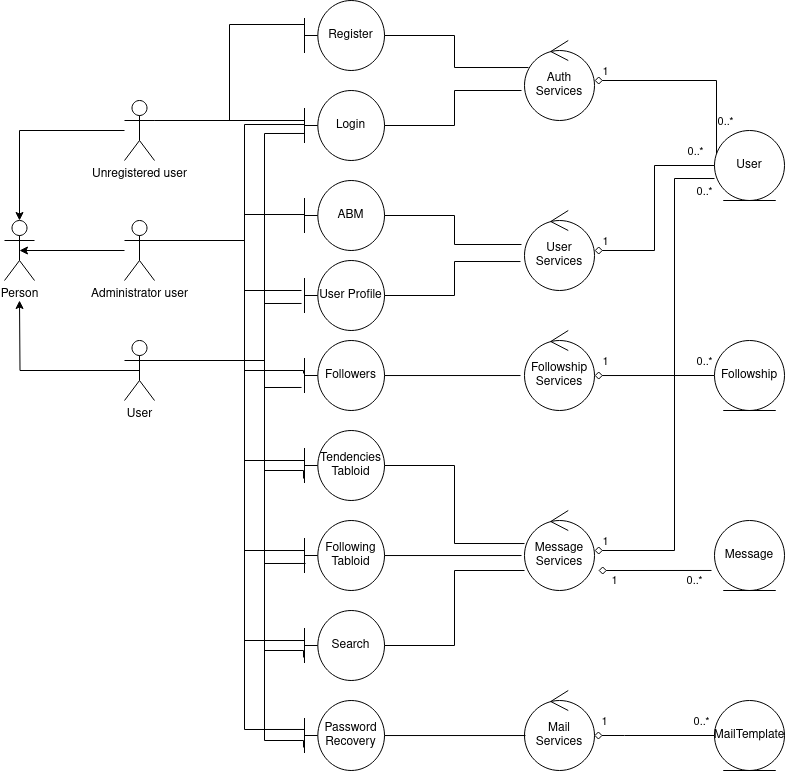 Register
Auth
Services
1
0..*
Login
Unregistered user
User
0..*
0..*
ABM
User
Services
1
Person
Administrator user
User Profile
User
Followers
Followship
Services
1
0..*
Followship
Tendencies
Tabloid
Following
Tabloid
Message
Services
1
1
0..*
Message
Search
Password
Recovery
Mail
Services
1
0..*
MailTemplate